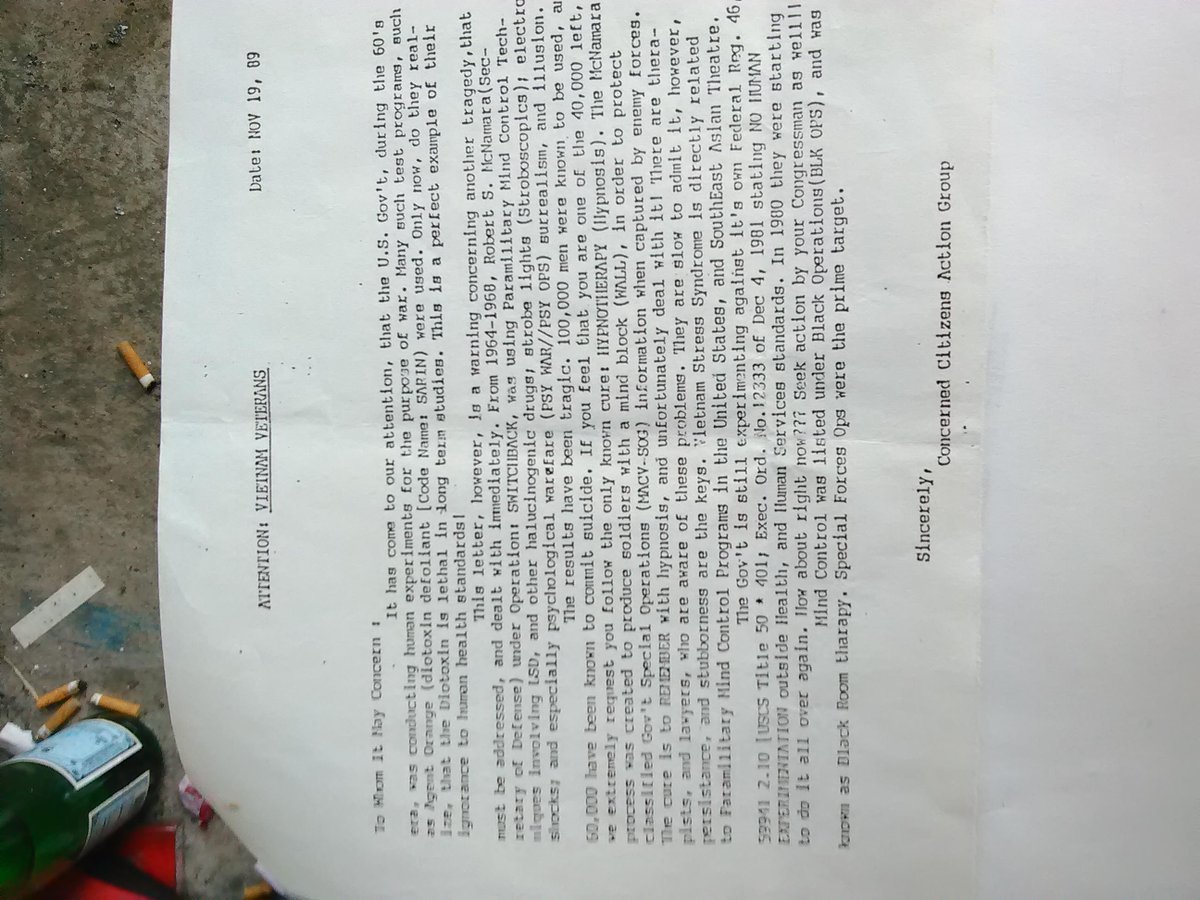 ATTENTION: VIETNAM VETERANS
Date: NOV 19, 89
To Whom It May Concern :
It has come to our attention, that the U.S. Gov't, during the 60's
era, was conducting human experiments for the purpose of war. Many such test programs, such
as Agent Orange (diotoxin defoliant [Code Name: SARIN) were used. Only now, do they real-
ize, that the Diotoxin is lethal in long term studies. This is a perfect example of their
ignorance to human health standards!
This letter, however, is a warning concerning another tragedy,that
must be addressed, and dealt with immediately. From 1964-1968, Robert S. McNamara(Sec-
retary of Defense) under Operation: SWITCHBACK, was using Paramilitary Mind Control Tech-
niques involving LSD, and other halucinogenic drugs; strobe lights (Stroboscopics); electro
shocks; and especially psychological warefare (PSY WAR//PSY OPS) surrealism, and illusion.
The results have been tragic. 100,000 men were known to be used, an
60,000 have been known to commit suicide. If you feel that you are one of the 40,000 left,
we extremely request you follow the only known cure: HYPNOTHERAPY (Hypnosis). The McNamara
process was created to produce soldiers with a mind block (WALL), in order to protect
classified Gov't Special Operations (MACV-SOG) information when captured by enemy forces.
The cure is to REMEMBER with hypnosis, and unfortunately deal with it! There are thera-
pists, and lawyers, who are aware of these problems. They are slow to admit it, however,
persistance, and stubborness are the keys. Vietnam Stress Syndrome is directly related
to Paramilitary Mind Control Programs in the United States, and SouthEast Asian Theatre.
The Gov't is still experimenting against it's own Federal Reg. 46,
59941 2.10 [USCS Title 50 * 401; Exec. Ord. No.12333 of Dec 4, 1981 stating NO HUMAN
EXPERIMENTATION outside Health, and Human Services standards. In 1980 they were starting
to do it all over again. How about right now??? Seek action by your Congressman as well!!
Mind Control was listed under Black Operations(BLK OPS), and was
known as Black Room tharapy. Special Forces Ops were the prime target.
Sincerely,
Concerned Citizens Action Group